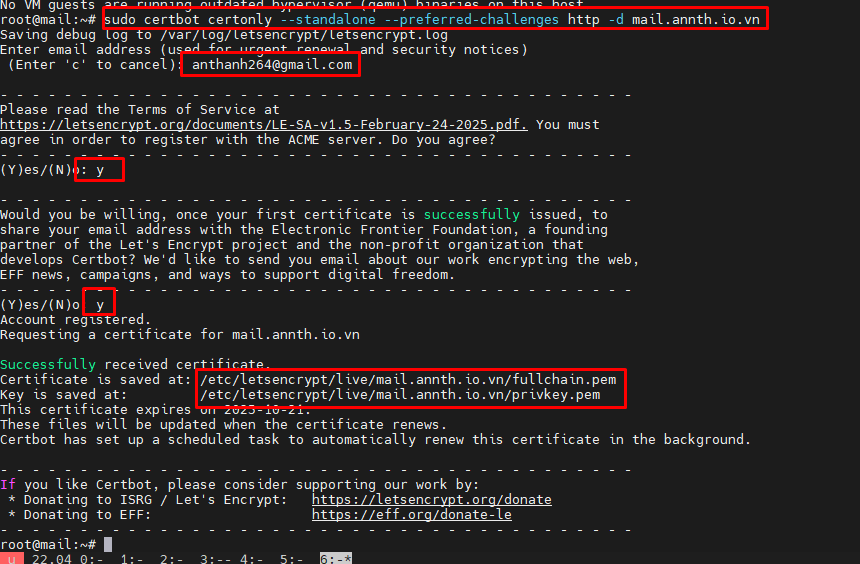 No VM guests are running outdated hypervisor (qemu) binaries on this host.
root@mail:~# sudo certbot certonly --standalone --preferred-challenges http -d mail.annth.io.vn
Saving debug log to /var/log/letsencrypt/letsencrypt.log
Enter email address (used for urgent renewal and security notices)
 (Enter 'c' to cancel): anthanh264@gmail.com

- - - - - - - - - - - - - - - - - - - - - - - - - - - - - - - - - - - - - - - -
Please read the Terms of Service at
https://letsencrypt.org/documents/LE-SA-v1.5-February-24-2025.pdf. You must
agree in order to register with the ACME server. Do you agree?
- - - - - - - - - - - - - - - - - - - - - - - - - - - - - - - - - - - - - - - -
(Y)es/(N)o: y

- - - - - - - - - - - - - - - - - - - - - - - - - - - - - - - - - - - - - - - -
Would you be willing, once your first certificate is successfully issued, to
share your email address with the Electronic Frontier Foundation, a founding
partner of the Let's Encrypt project and the non-profit organization that
develops Certbot? We'd like to send you email about our work encrypting the web,
EFF news, campaigns, and ways to support digital freedom.
- - - - - - - - - - - - - - - - - - - - - - - - - - - - - - - - - - - - - - - -
(Y)es/(N)o y
Account registered.
Requesting a certificate for mail.annth.io.vn

Successfully received certificate.
Certificate is saved at: /etc/letsencrypt/live/mail.annth.io.vn/fullchain.pem
Key is saved at:         /etc/letsencrypt/live/mail.annth.io.vn/privkey.pem
This certificate expires on 2025-10-21.
These files will be updated when the certificate renews.
Certbot has set up a scheduled task to automatically renew this certificate in the background.

- - - - - - - - - - - - - - - - - - - - - - - - - - - - - - - - - - - - - - - -
If you like Certbot, please consider supporting our work by:
 * Donating to ISRG / Let's Encrypt:   https://letsencrypt.org/donate
 * Donating to EFF:                    https://eff.org/donate-le
- - - - - - - - - - - - - - - - - - - - - - - - - - - - - - - - - - - - - - - -
root@mail:~#
u 22.04 0:- 1:- 2:- 3:-- 4:- 5:- 6:-*